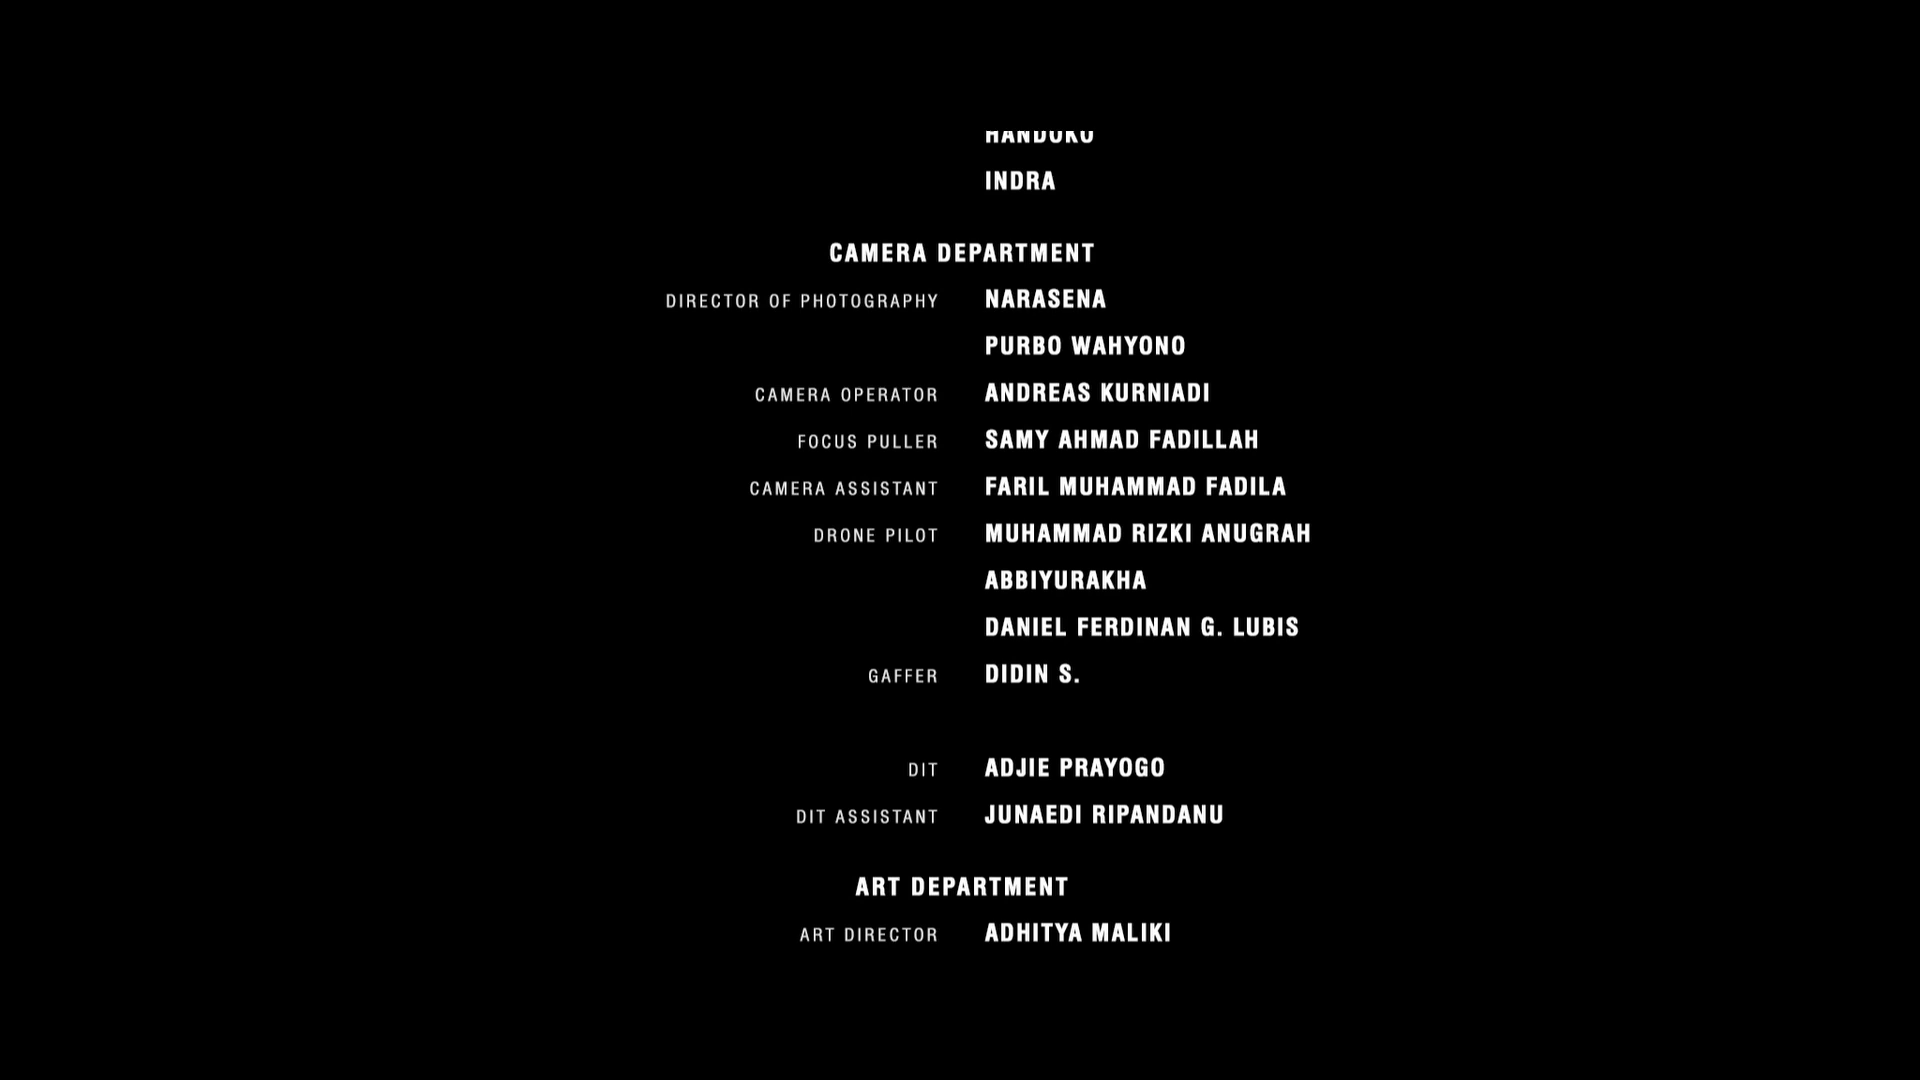 INDRA
CAMERA DEPARTMENT
DIRECTOR OF PHOTOGRAPHY NARASENA
PURBO WAHYONO
CAMERA OPERATOR ANDREAS KURNIADI
FOCUS PULLER SAMY AHMAD FADILLAH
CAMERA ASSISTANT FARIL MUHAMMAD FADILA
DRONE PILOT MUHAMMAD RIZKI ANUGRAH
ABBIYURAKHA
DANIEL FERDINAN G. LUBIS
GAFFER DIDIN S.
DIT ADJIE PRAYOGO
DIT ASSISTANT JUNAEDI RIPANDANU
ART DEPARTMENT
ART DIRECTOR ADHITYA MALIKI